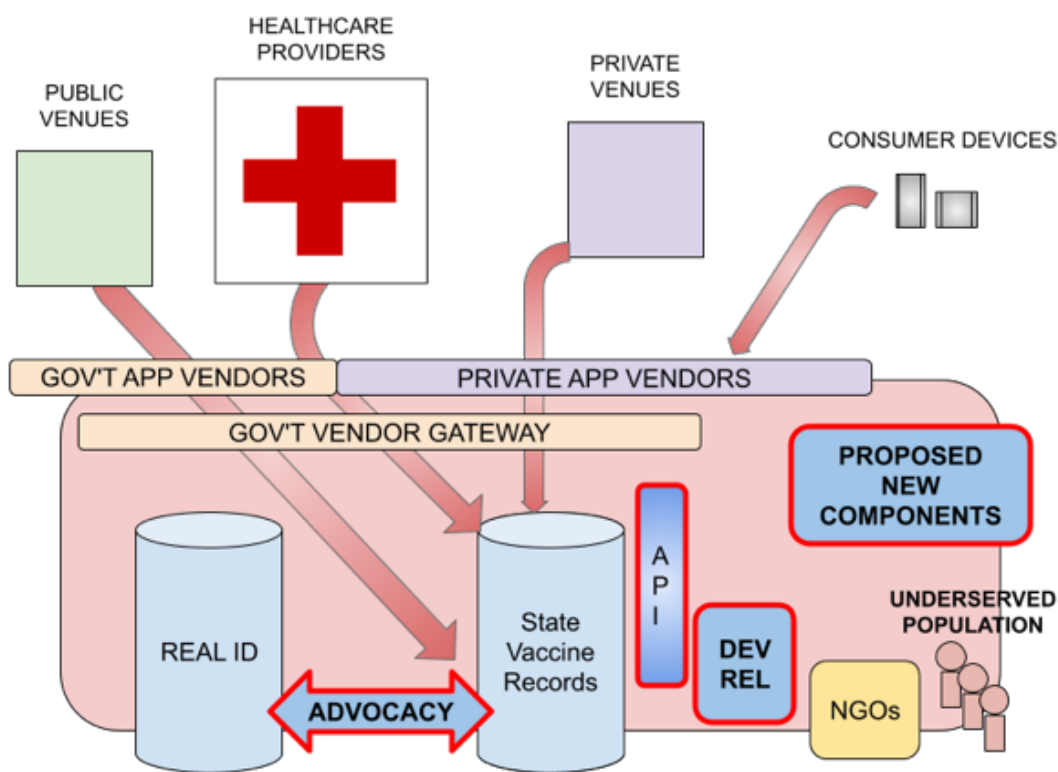 HEALTHCARE
PROVIDERS
PUBLIC
VENUES
PRIVATE
VENUES
CONSUMER DEVICES
GOV'T APP VENDORS
PRIVATE APP VENDORS
GOV'T VENDOR GATEWAY
PROPOSED
NEW
COMPONENTS
API
UNDERSERVED
POPULATION
REAL ID
State
Vaccine
Records
DEV
REL
ADVOCACY
NGOs